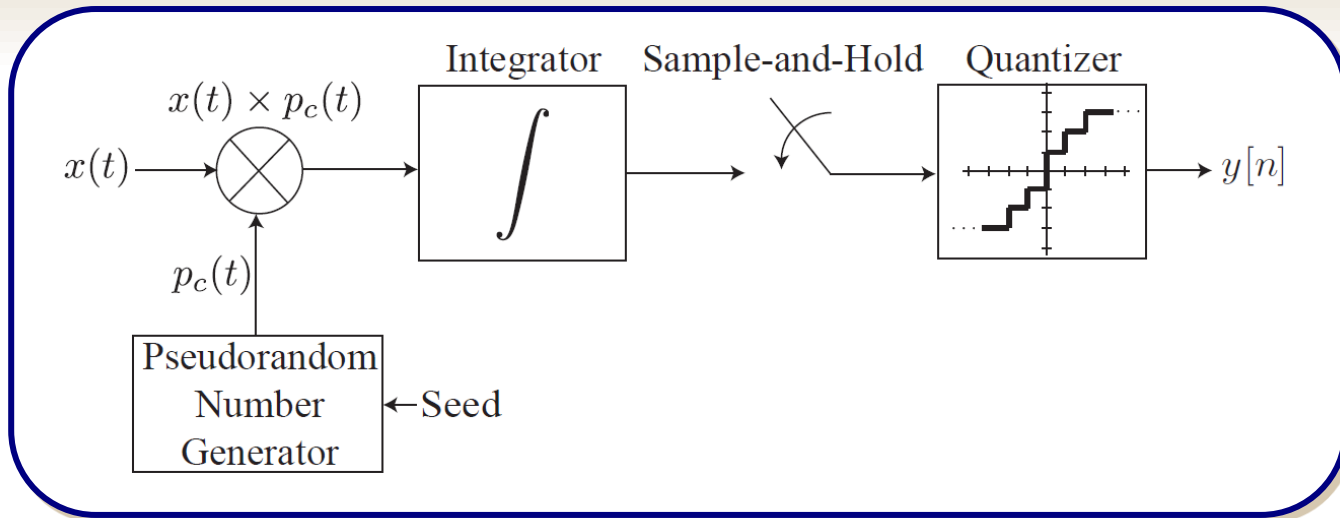 Integrator
Sample-and-Hold
Quantizer
x(t) × p_c(t)
x(t)
∫
y[n]
p_c(t)
Pseudorandom
Number
Generator
Seed